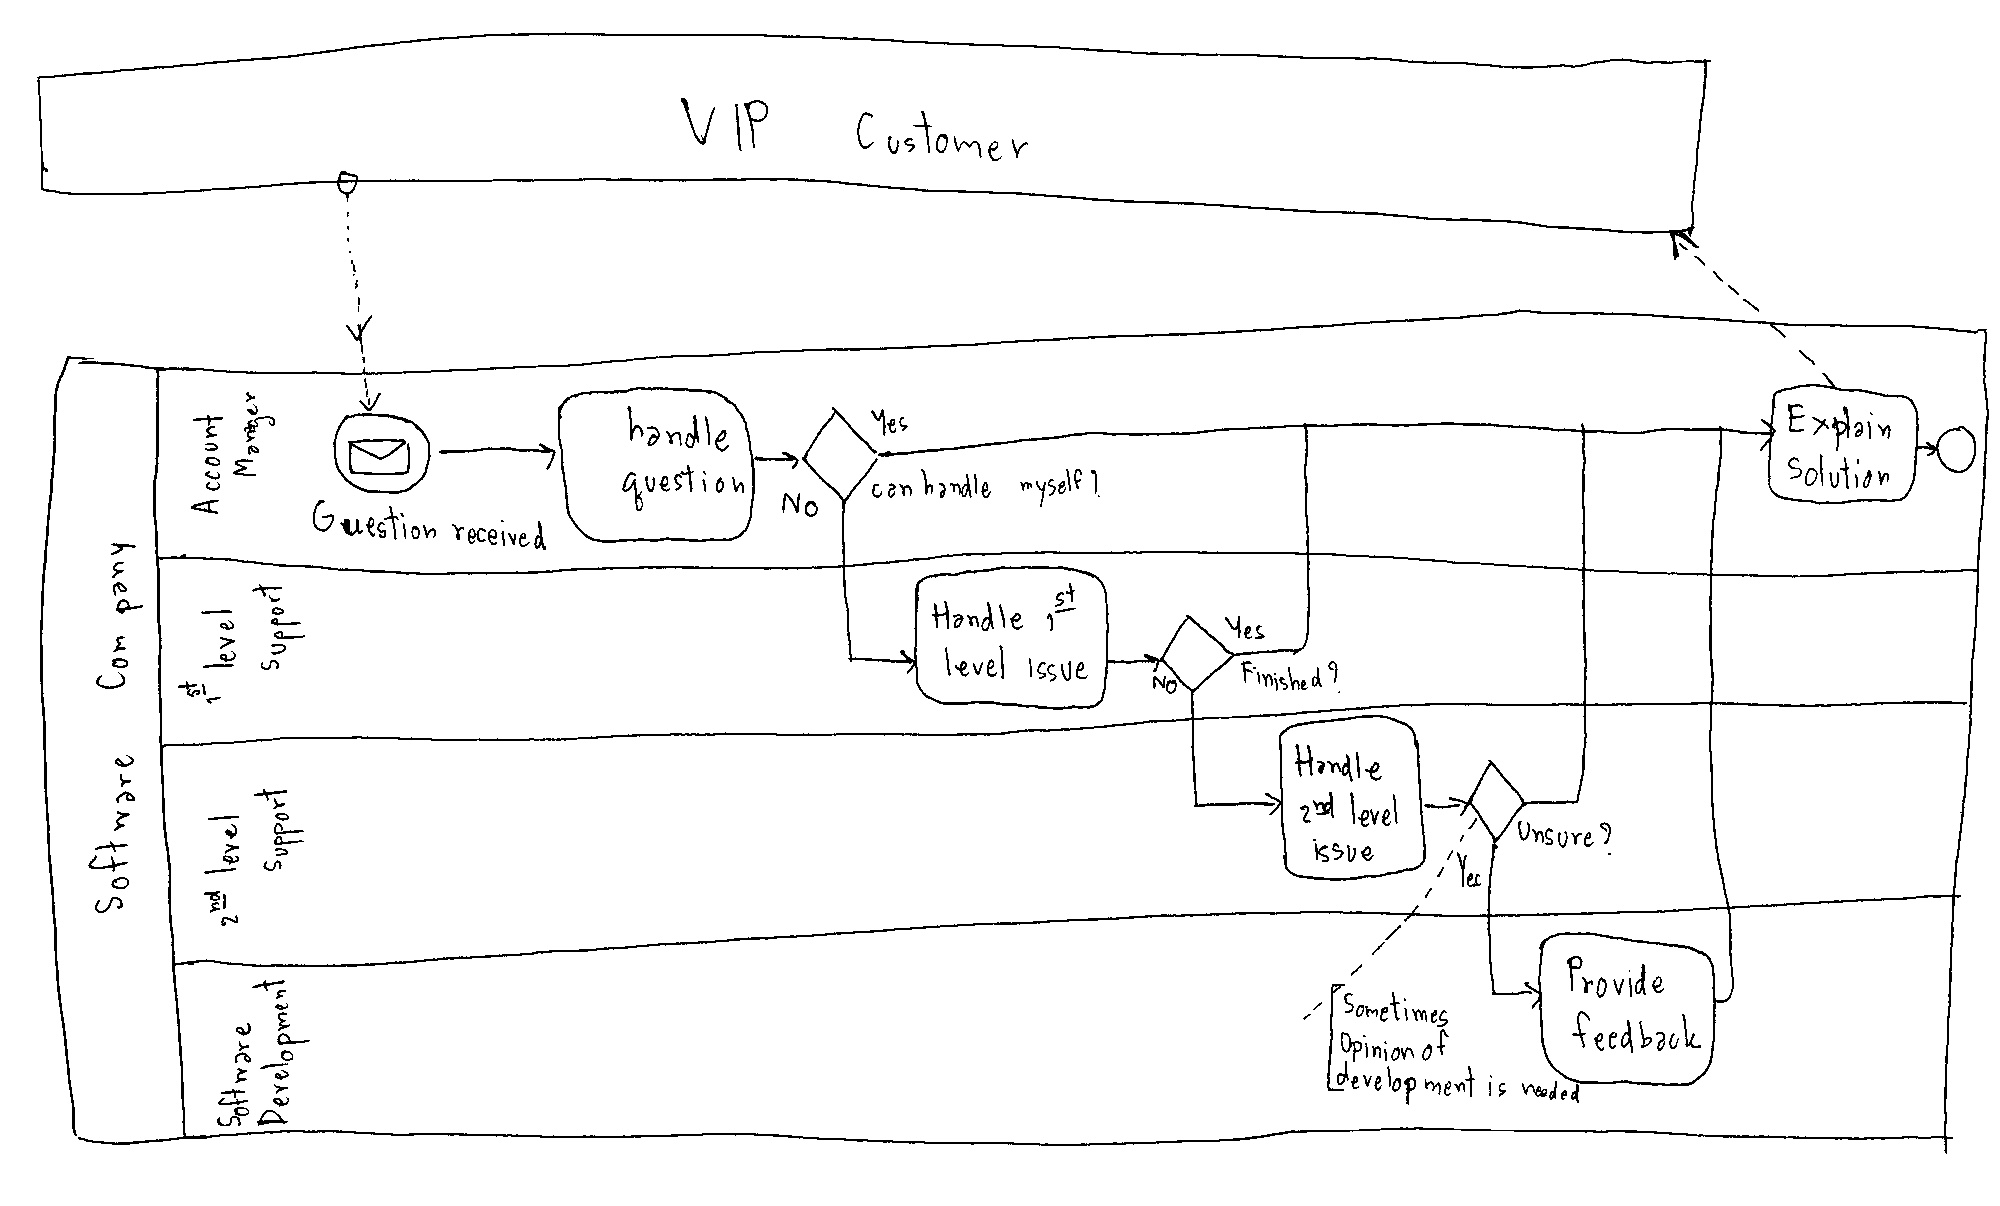 VIP Customer
Software Company
Account
Manager
Guestion received
handle
question
Yes
No
can handle myself?
Explain
solution
1st level
support
Handle 1st
level issue
Yes
No
Finished?
2nd level
support
Handle
2nd level
issue
Unsure?
Yes
Software
Development
Sometimes
Opinion of
development is needed
Provide
feedback